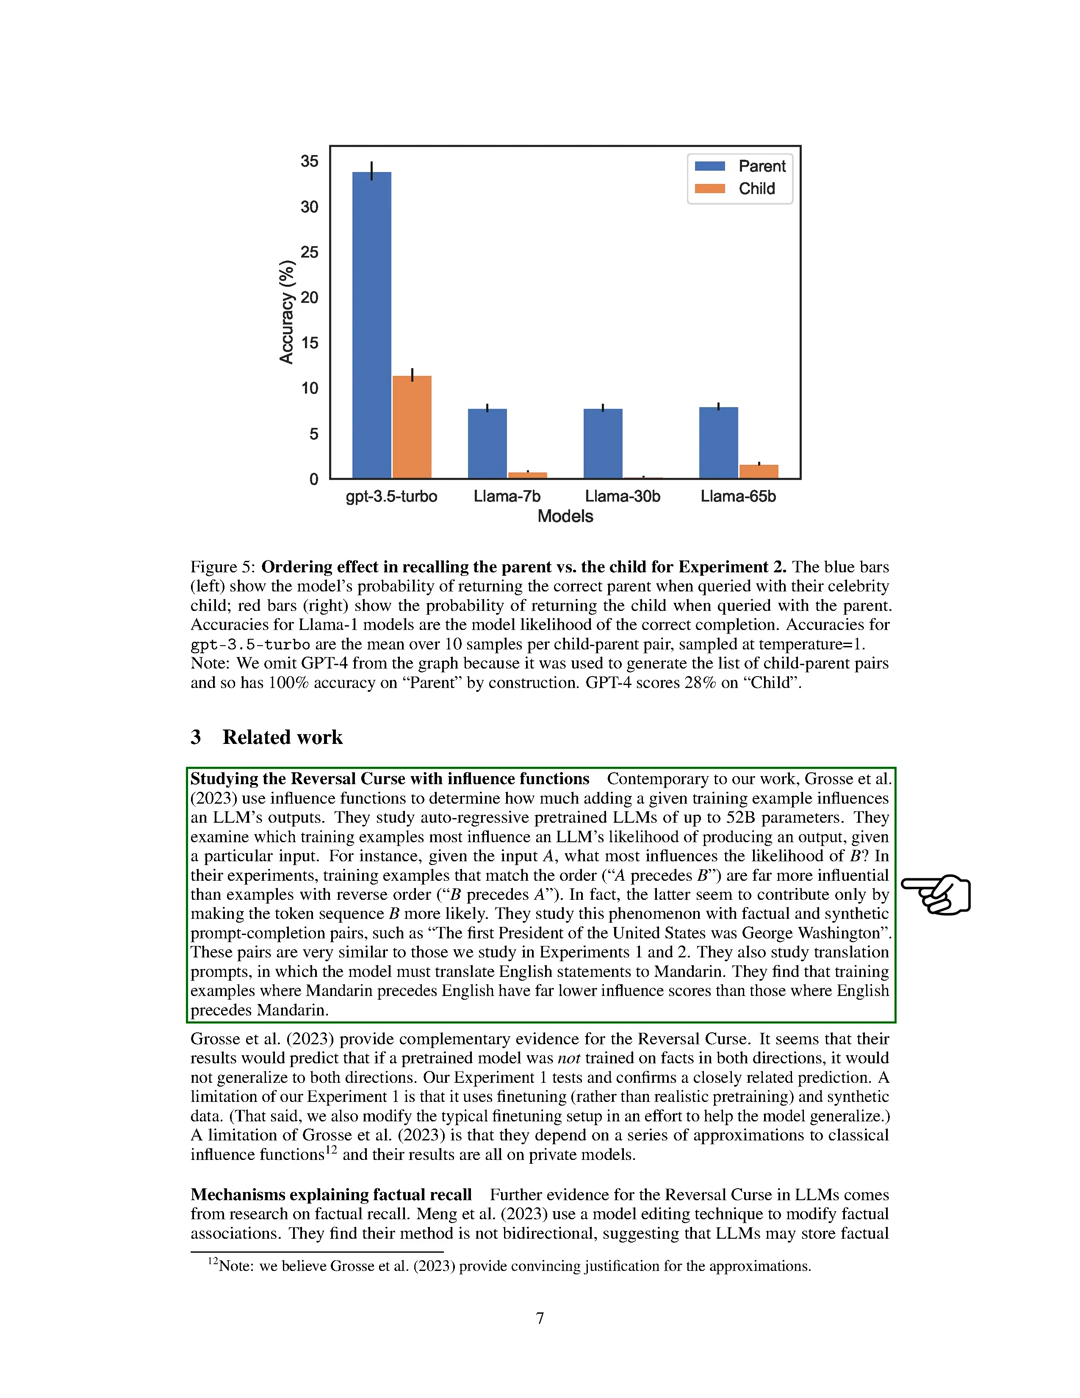 35
30
25
20
15
10
5
0
Accuracy (%)
Parent
Child
gpt-3.5-turbo
Llama-7b
Llama-30b
Llama-65b
Models
Figure 5: Ordering effect in recalling the parent vs. the child for Experiment 2. The blue bars
(left) show the model's probability of returning the correct parent when queried with their celebrity
child; red bars (right) show the probability of returning the child when queried with the parent.
Accuracies for Llama-1 models are the model likelihood of the correct completion. Accuracies for
gpt-3.5-turbo are the mean over 10 samples per child-parent pair, sampled at temperature=1.
Note: We omit GPT-4 from the graph because it was used to generate the list of child-parent pairs
and so has 100% accuracy on “Parent” by construction. GPT-4 scores 28% on “Child”.
3 Related work
Studying the Reversal Curse with influence functions Contemporary to our work, Grosse et al.
(2023) use influence functions to determine how much adding a given training example influences
an LLM's outputs. They study auto-regressive pretrained LLMs of up to 52B parameters. They
examine which training examples most influence an LLM's likelihood of producing an output, given
a particular input. For instance, given the input A, what most influences the likelihood of B? In
their experiments, training examples that match the order (“A precedes B”) are far more influential
than examples with reverse order (“B precedes A”). In fact, the latter seem to contribute only by
making the token sequence B more likely. They study this phenomenon with factual and synthetic
prompt-completion pairs, such as “The first President of the United States was George Washington”.
These pairs are very similar to those we study in Experiments 1 and 2. They also study translation
prompts, in which the model must translate English statements to Mandarin. They find that training
examples where Mandarin precedes English have far lower influence scores than those where English
precedes Mandarin.
Grosse et al. (2023) provide complementary evidence for the Reversal Curse. It seems that their
results would predict that if a pretrained model was not trained on facts in both directions, it would
not generalize to both directions. Our Experiment 1 tests and confirms a closely related prediction. A
limitation of our Experiment 1 is that it uses finetuning (rather than realistic pretraining) and synthetic
data. (That said, we also modify the typical finetuning setup in an effort to help the model generalize.)
A limitation of Grosse et al. (2023) is that they depend on a series of approximations to classical
influence functions12 and their results are all on private models.
Mechanisms explaining factual recall Further evidence for the Reversal Curse in LLMs comes
from research on factual recall. Meng et al. (2023) use a model editing technique to modify factual
associations. They find their method is not bidirectional, suggesting that LLMs may store factual
12Note: we believe Grosse et al. (2023) provide convincing justification for the approximations.
7